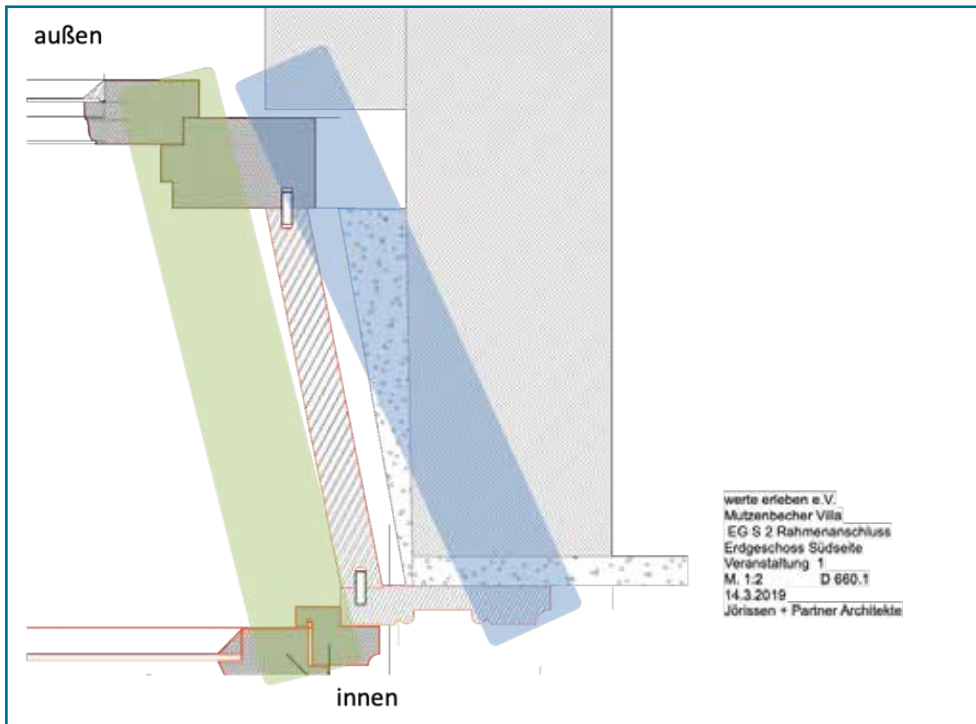 außen
werte erleben e.V.
Mutzenbecher Villa
EG S 2 Rahmenanschluss
Erdgeschoss Südseite
Veranstaltung 1
M. 1:2 D 660.1
14.3.2019
Jörissen + Partner Architekte
innen